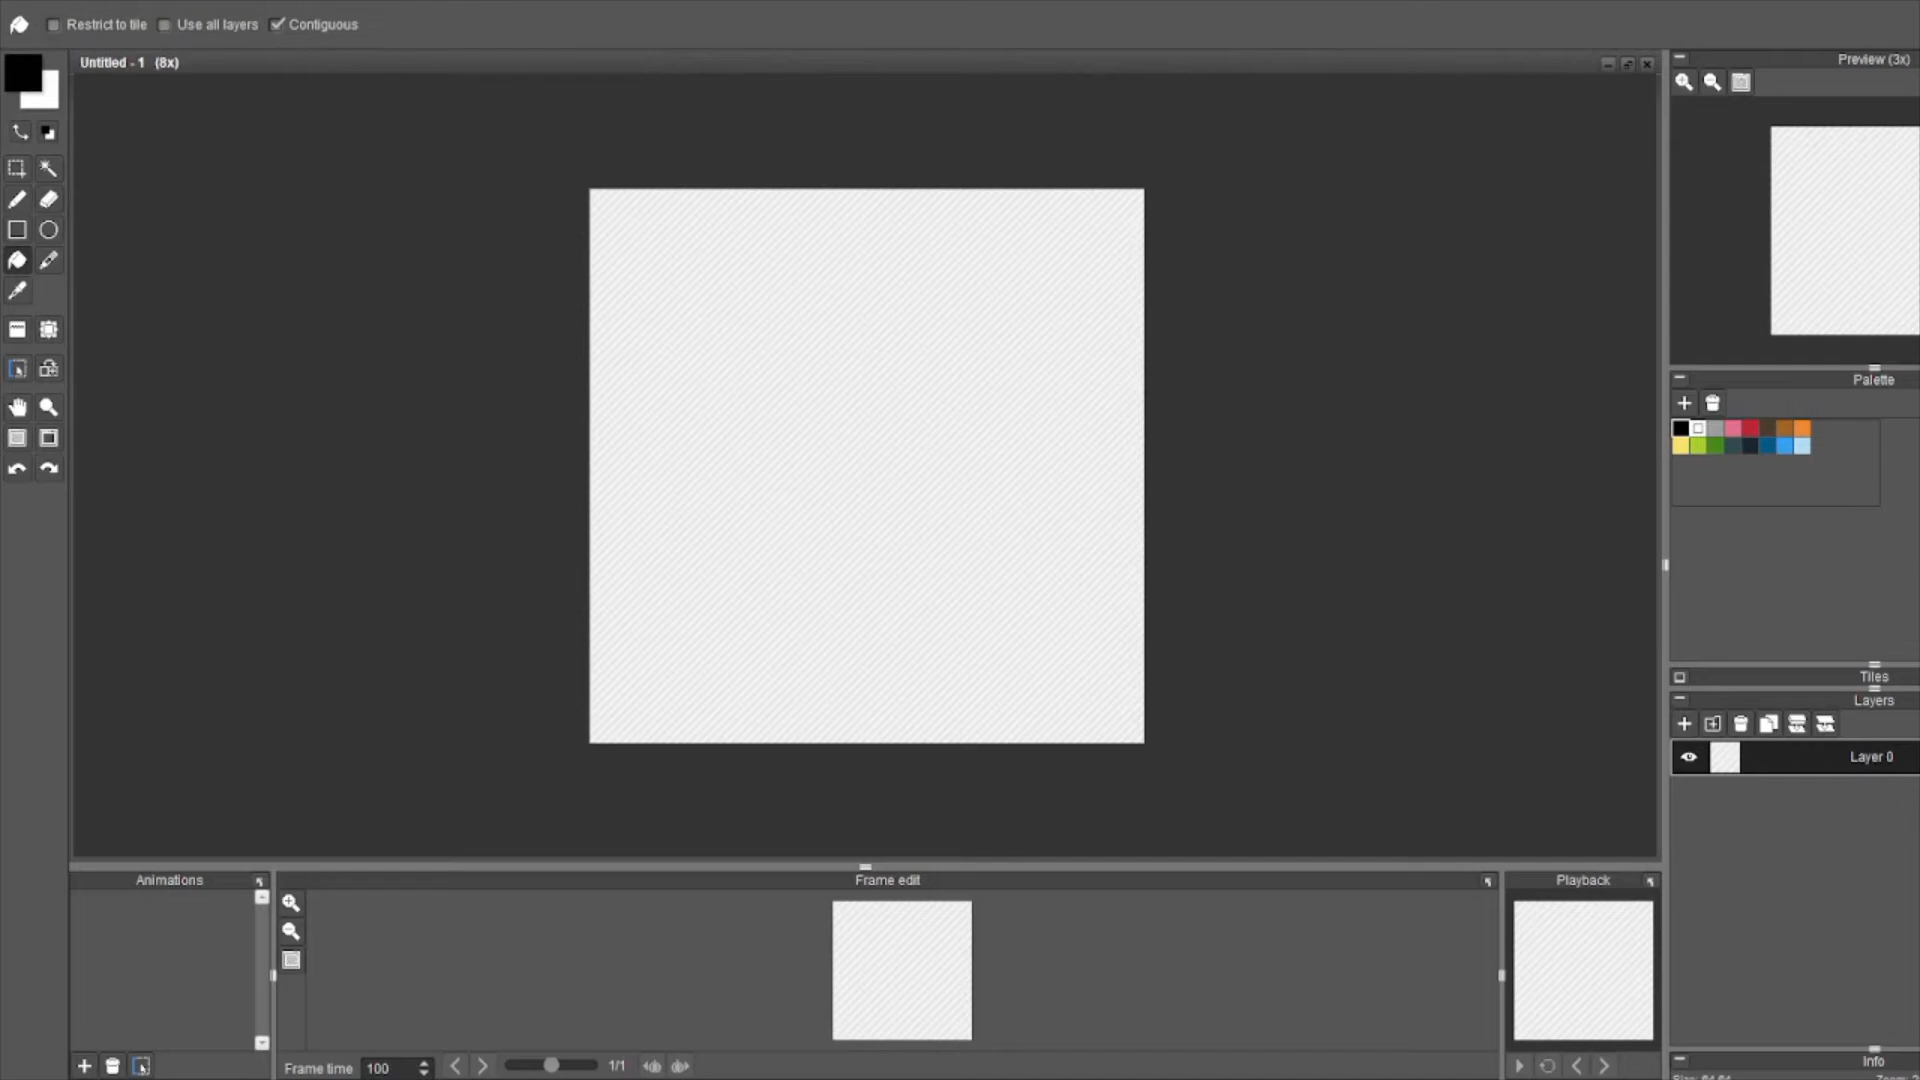 Restrict to tile Use all layers Contiguous
Untitled - 1 (8x)
Preview (3x)
Palette
Tiles
Layers
Layer 0
Animations
Frame edit
Playback
Frame time 100
1/1
Info